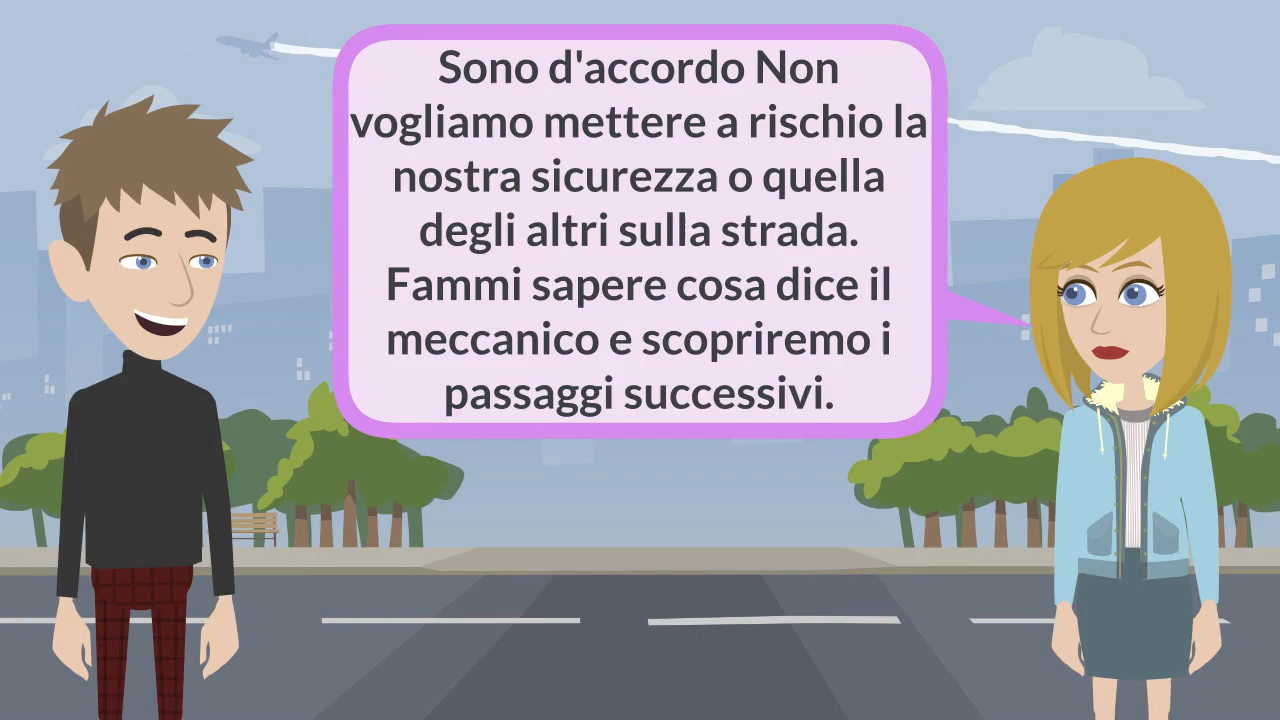 Sono d'accordo Non
vogliamo mettere a rischio la
nostra sicurezza o quella
degli altri sulla strada.
Fammi sapere cosa dice il
meccanico e scopriremo i
passaggi successivi.